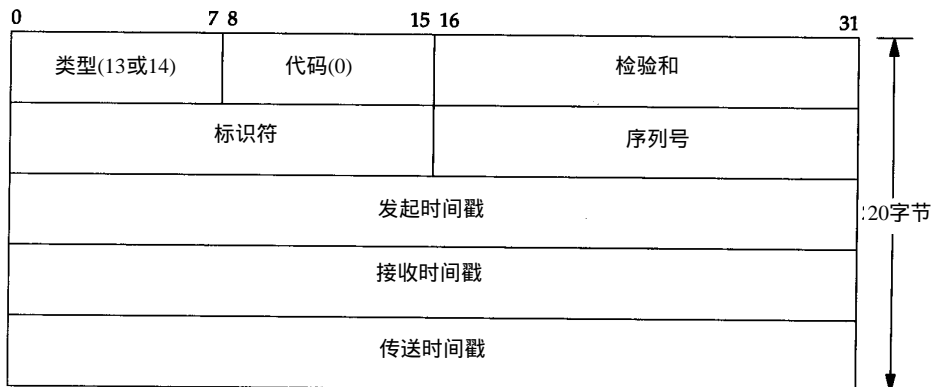 0 7 8 15 16 31
类型(13或14) 代码(0) 检验和
标识符 序列号
发起时间戳
20字节
接收时间戳
传送时间戳